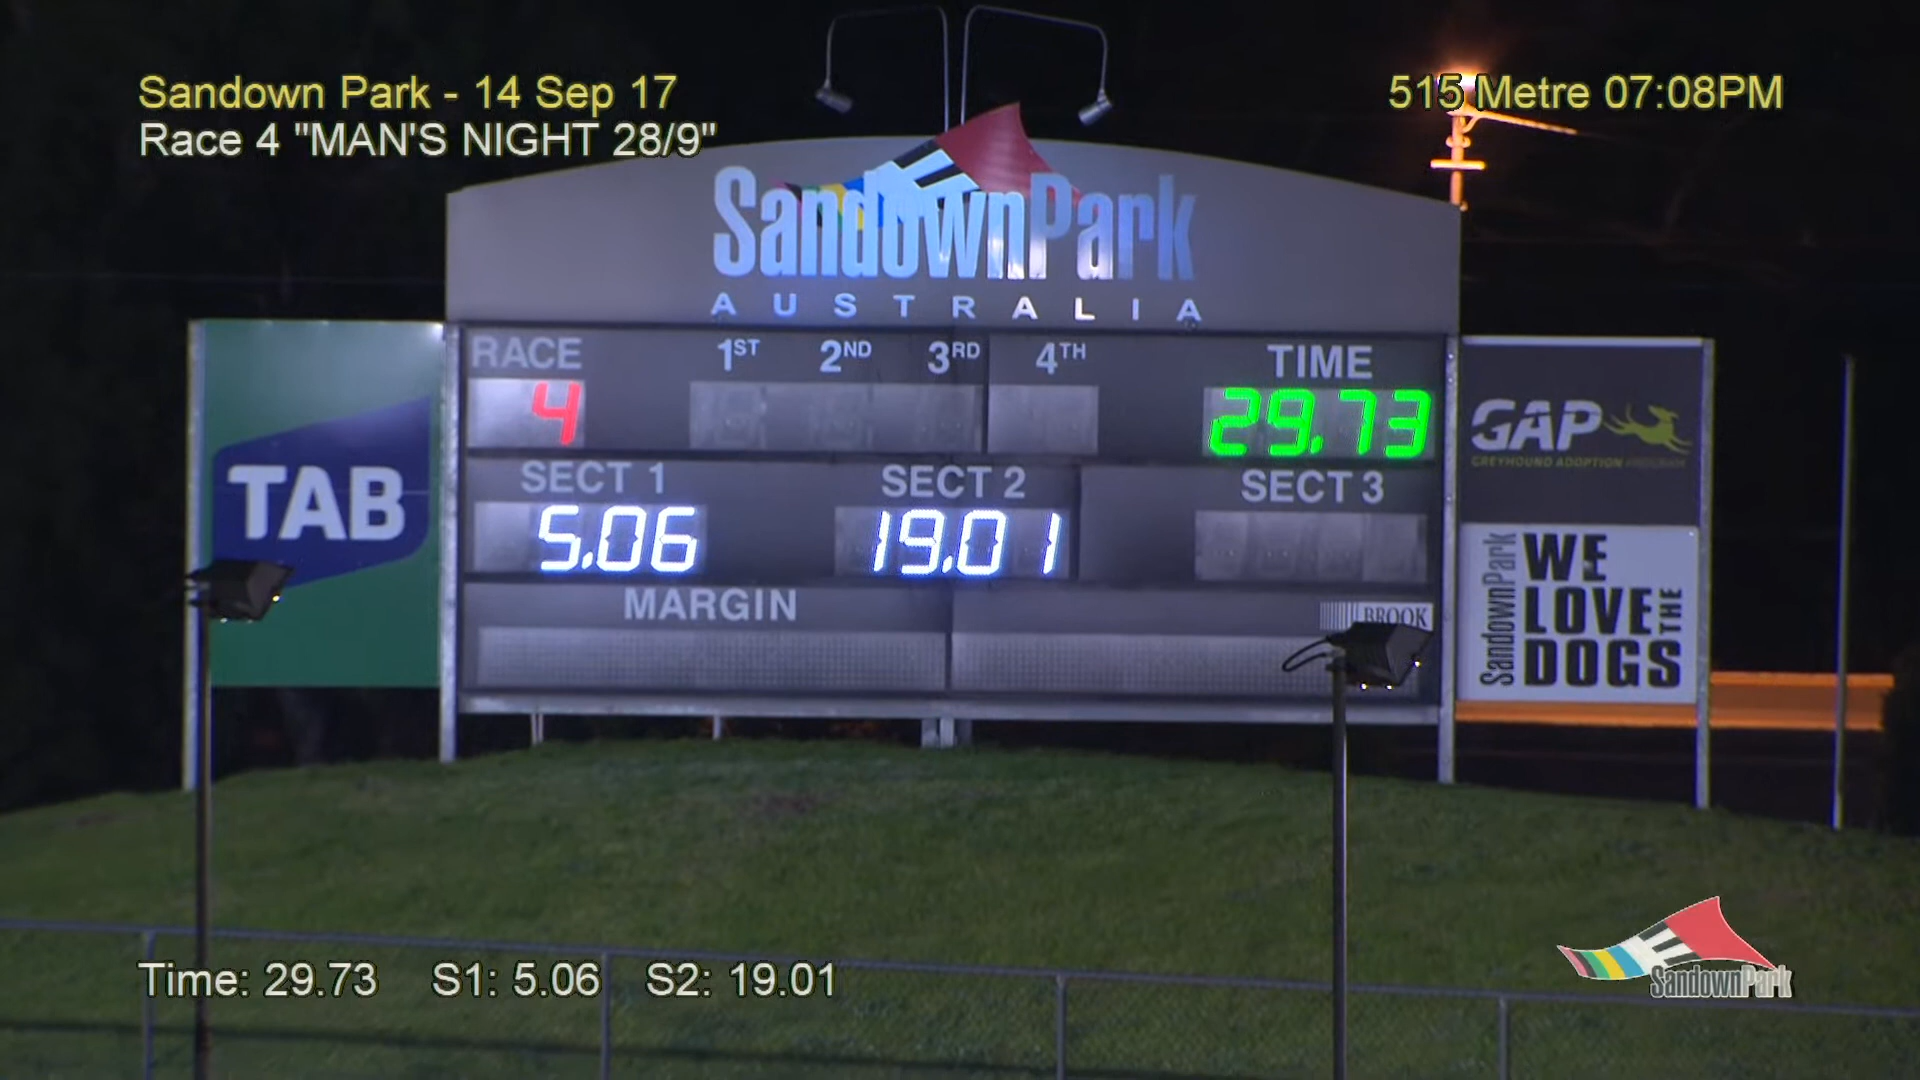 Sandown Park - 14 Sep 17
515 Metre 07:08PM
Race 4 "MAN'S NIGHT 28/9"
SandownPark
AUSTRALIA
RACE 1ST 2ND 3RD 4TH TIME
4 29.73
SECT 1 SECT 2 SECT 3
5.06 19.01
MARGIN
BROOK
TAB
GAP
GREYHOUND ADOPTION PROGRAM
SandownPark
WE
LOVE THE
DOGS
Time: 29.73 S1: 5.06 S2: 19.01
SandownPark